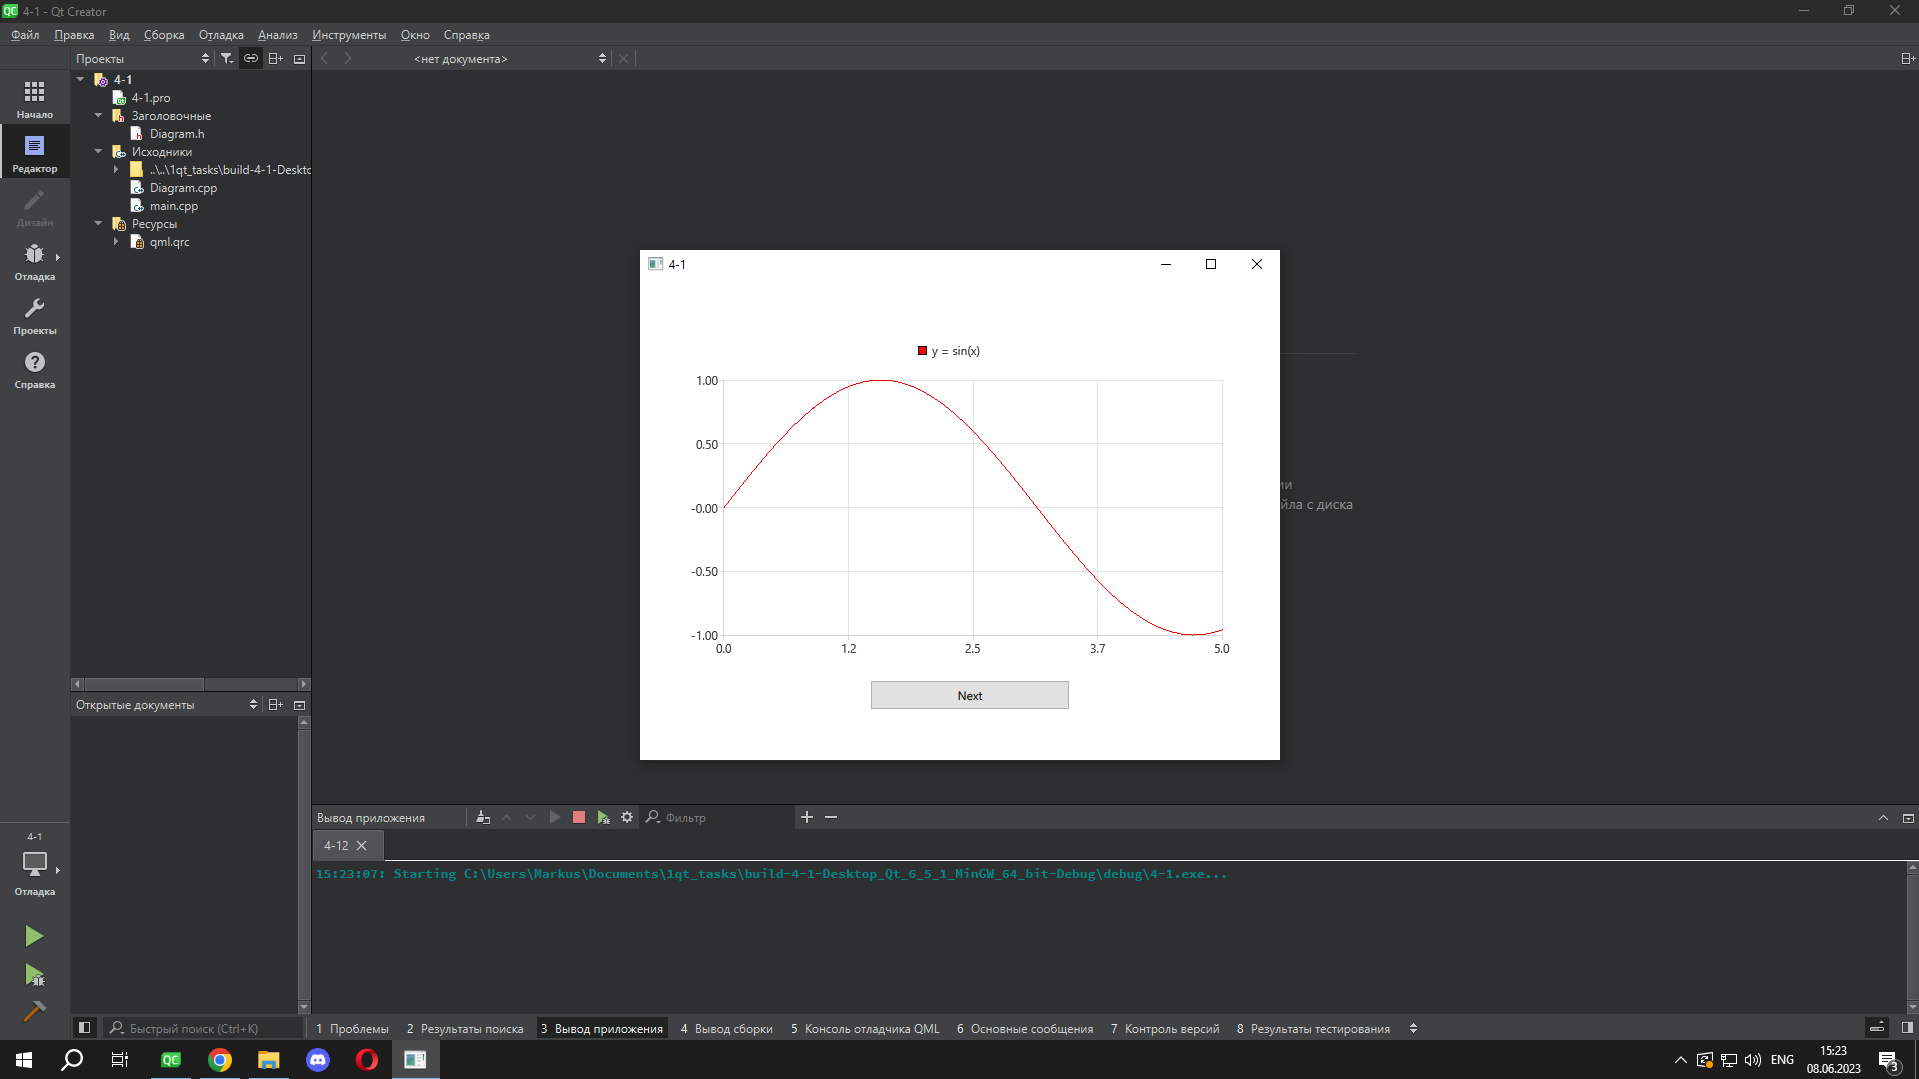 4-1 - Qt Creator
Файл Правка Вид Сборка Отладка Анализ Инструменты Окно Справка
Проекты
<нет документа>
Начало
Редактор
Дизайн
Отладка
Проекты
Справка
4-1
4-1.pro
Заголовочные
Diagram.h
Исходники
..\..\1qt_tasks\build-4-1-Deskto
Diagram.cpp
main.cpp
Ресурсы
qml.qrc
4-1
y = sin(x)
1.00
0.50
-0.00
-0.50
-1.00
0.0 1.2 2.5 3.7 5.0
Next
ии
йла с диска
Открытые документы
Вывод приложения
Фильтр
4-12
15:23:07: Starting C:\Users\Markus\Documents\1qt_tasks\build-4-1-Desktop_Qt_6_5_1_MinGW_64_bit-Debug\debug\4-1.exe...
4-1
Отладка
Быстрый поиск (Ctrl+K)
1 Проблемы 2 Результаты поиска 3 Вывод приложения 4 Вывод сборки 5 Консоль отладчика QML 6 Основные сообщения 7 Контроль версий 8 Результаты тестирования
QC
ENG
15:23
08.06.2023
3